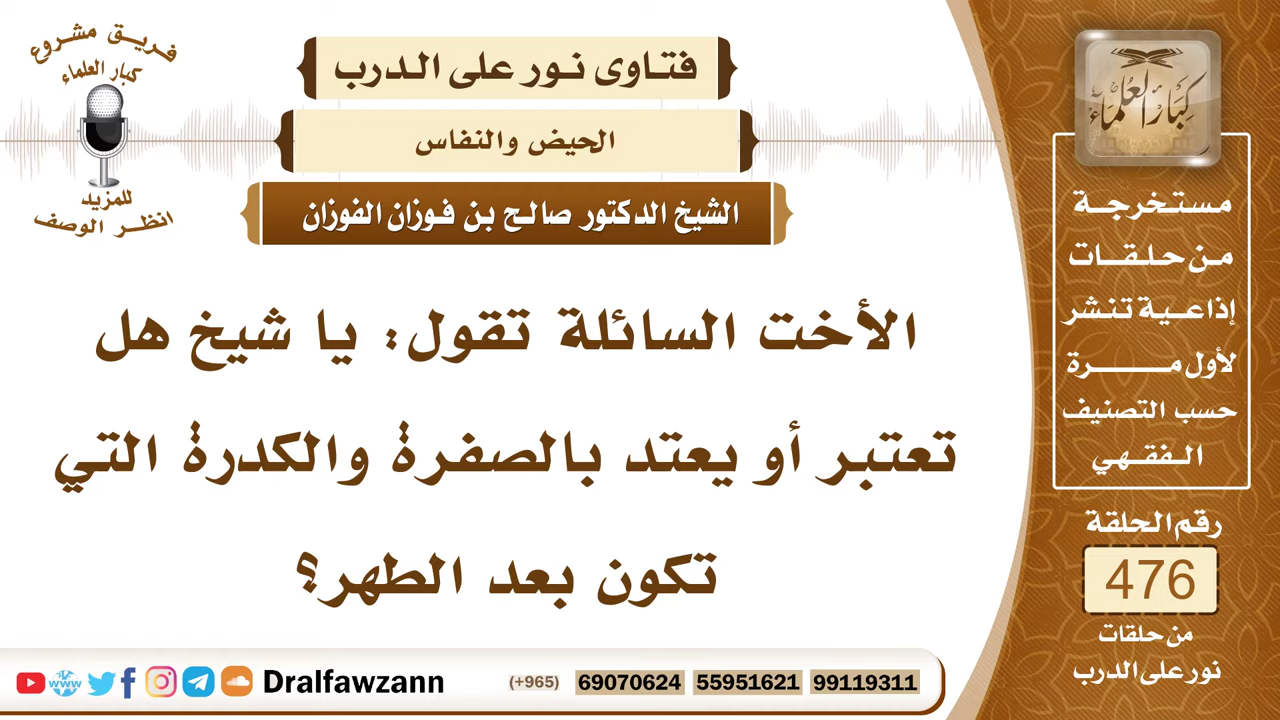 فريق مشروع
كبار العلماء
للمزيد
انظر الوصف
فتاوى نور على الدرب
الحيض والنفاس
الشيخ الدكتور صالح بن فوزان الفوزان
الأخت السائلة تقول: يا شيخ هل
تعتبر أو يعتد بالصفرة والكدرة التي
تكون بعد الطهر؟
كبار العلماء
مستخرجة
من حلقات
إذاعية تنشر
لأول مرة
حسب التصنيف
الفقهي
رقم الحلقة
476
من حلقات
نور على الدرب
www
Dralfawzann
(+965) 69070624 55951621 99119311